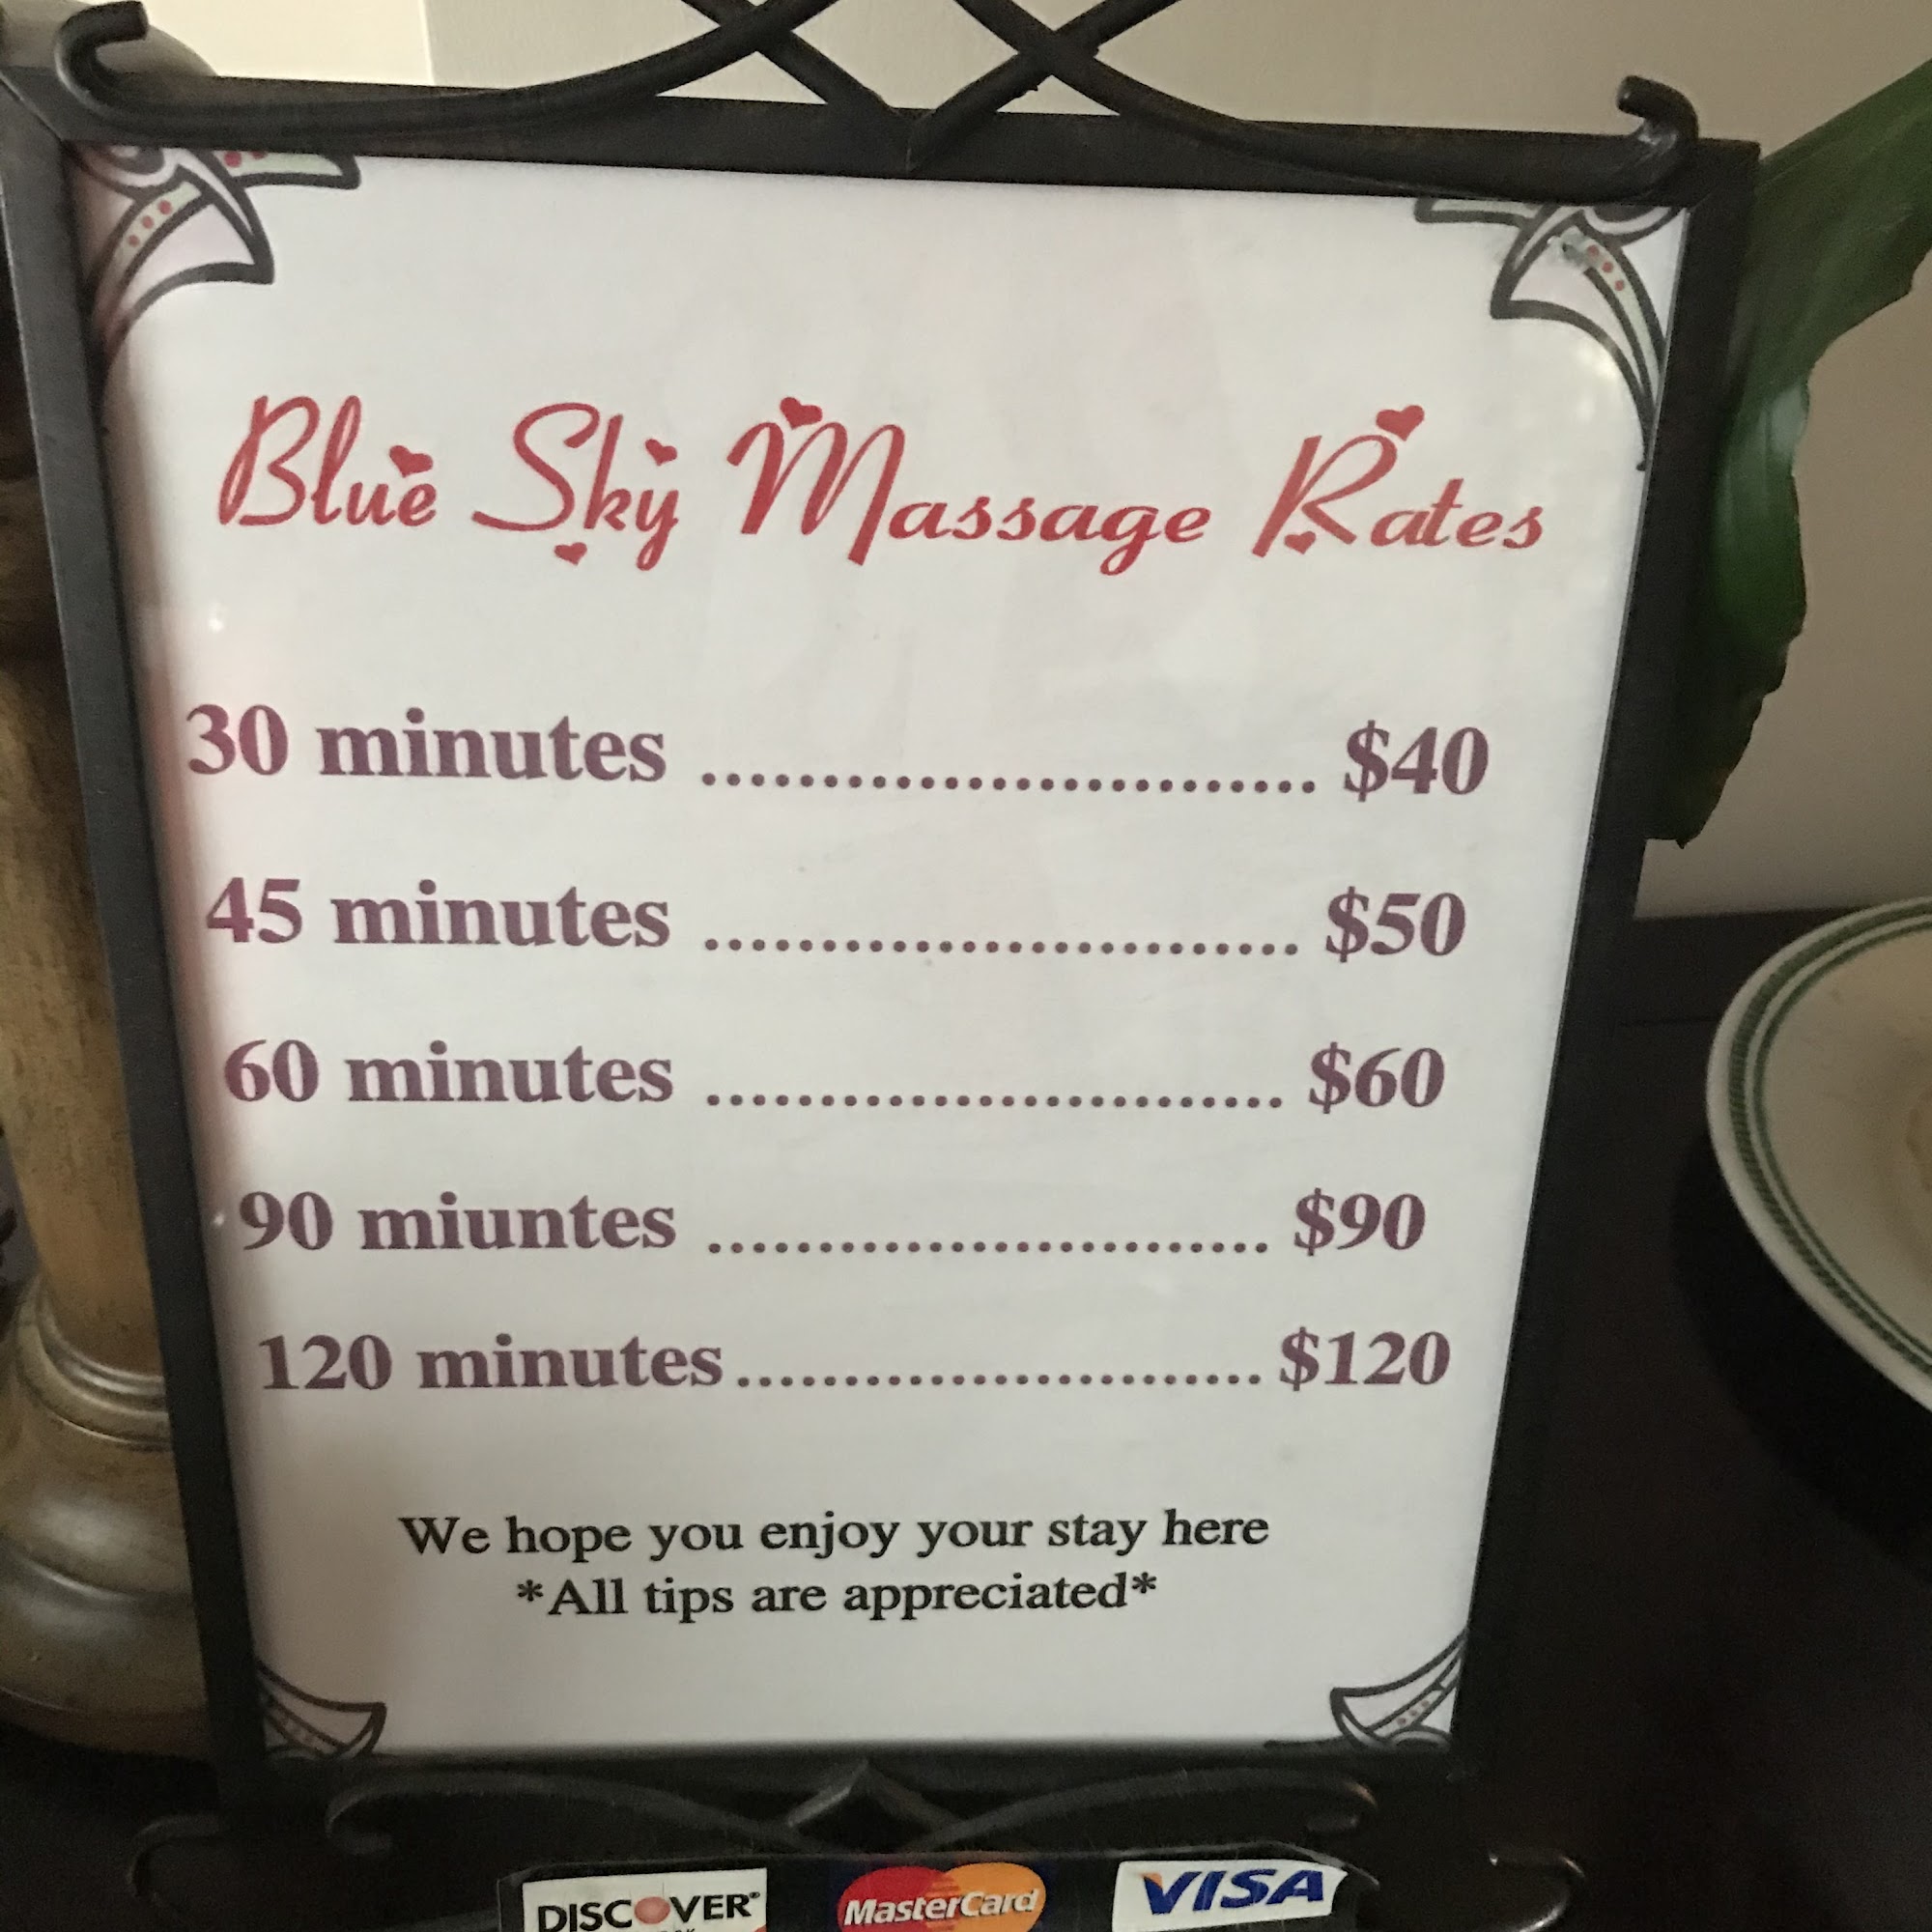 Blue Sky Massage Rates
30 minutes ......................... $40
45 minutes ......................... $50
60 minutes ......................... $60
90 miuntes ......................... $90
120 minutes......................... $120
We hope you enjoy your stay here
*All tips are appreciated*
DISCOVER® MasterCard VISA